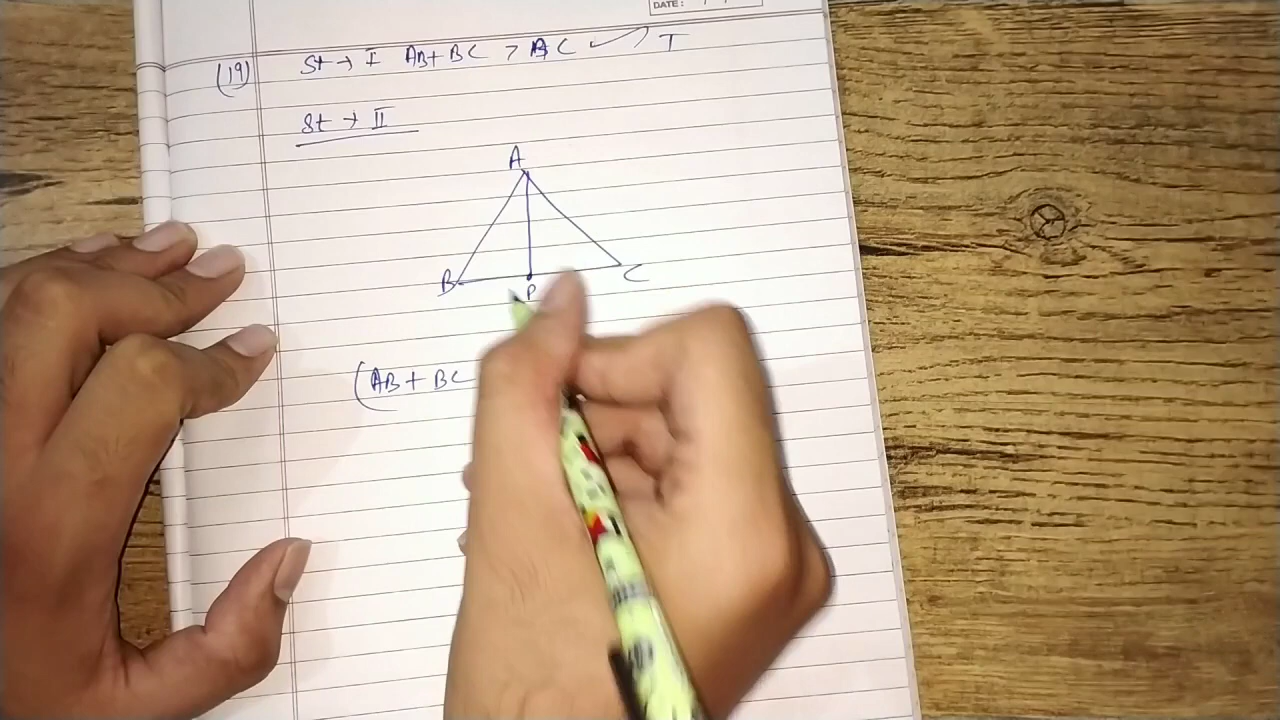 DATE:
(19) St → I AB + BC > AC ✓ T
St → II
A
B P C
(AB + BC